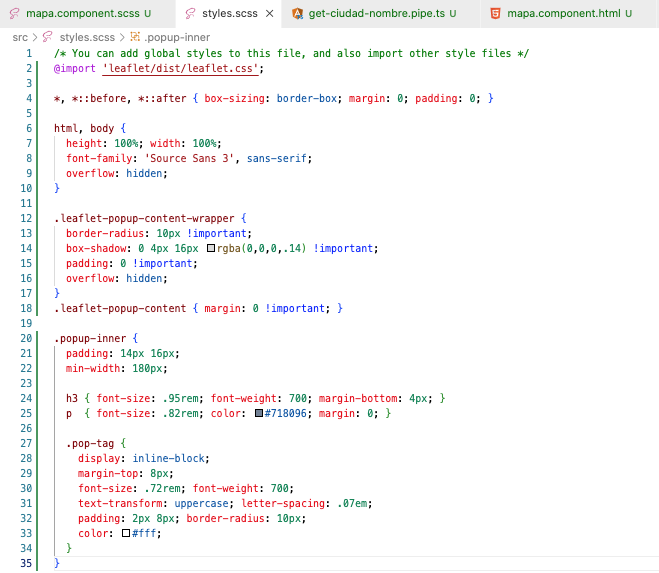 mapa.component.scss U
styles.scss ×
get-ciudad-nombre.pipe.ts U
mapa.component.html U
src > styles.scss > .popup-inner
1 /* You can add global styles to this file, and also import other style files */
2 @import 'leaflet/dist/leaflet.css';
3
4 *, *::before, *::after { box-sizing: border-box; margin: 0; padding: 0; }
5
6 html, body {
7   height: 100%; width: 100%;
8   font-family: 'Source Sans 3', sans-serif;
9   overflow: hidden;
10 }
11
12 .leaflet-popup-content-wrapper {
13   border-radius: 10px !important;
14   box-shadow: 0 4px 16px rgba(0,0,0,.14) !important;
15   padding: 0 !important;
16   overflow: hidden;
17 }
18 .leaflet-popup-content { margin: 0 !important; }
19
20 .popup-inner {
21   padding: 14px 16px;
22   min-width: 180px;
23
24   h3 { font-size: .95rem; font-weight: 700; margin-bottom: 4px; }
25   p  { font-size: .82rem; color: #718096; margin: 0; }
26
27   .pop-tag {
28     display: inline-block;
29     margin-top: 8px;
30     font-size: .72rem; font-weight: 700;
31     text-transform: uppercase; letter-spacing: .07em;
32     padding: 2px 8px; border-radius: 10px;
33     color: #fff;
34   }
35 }